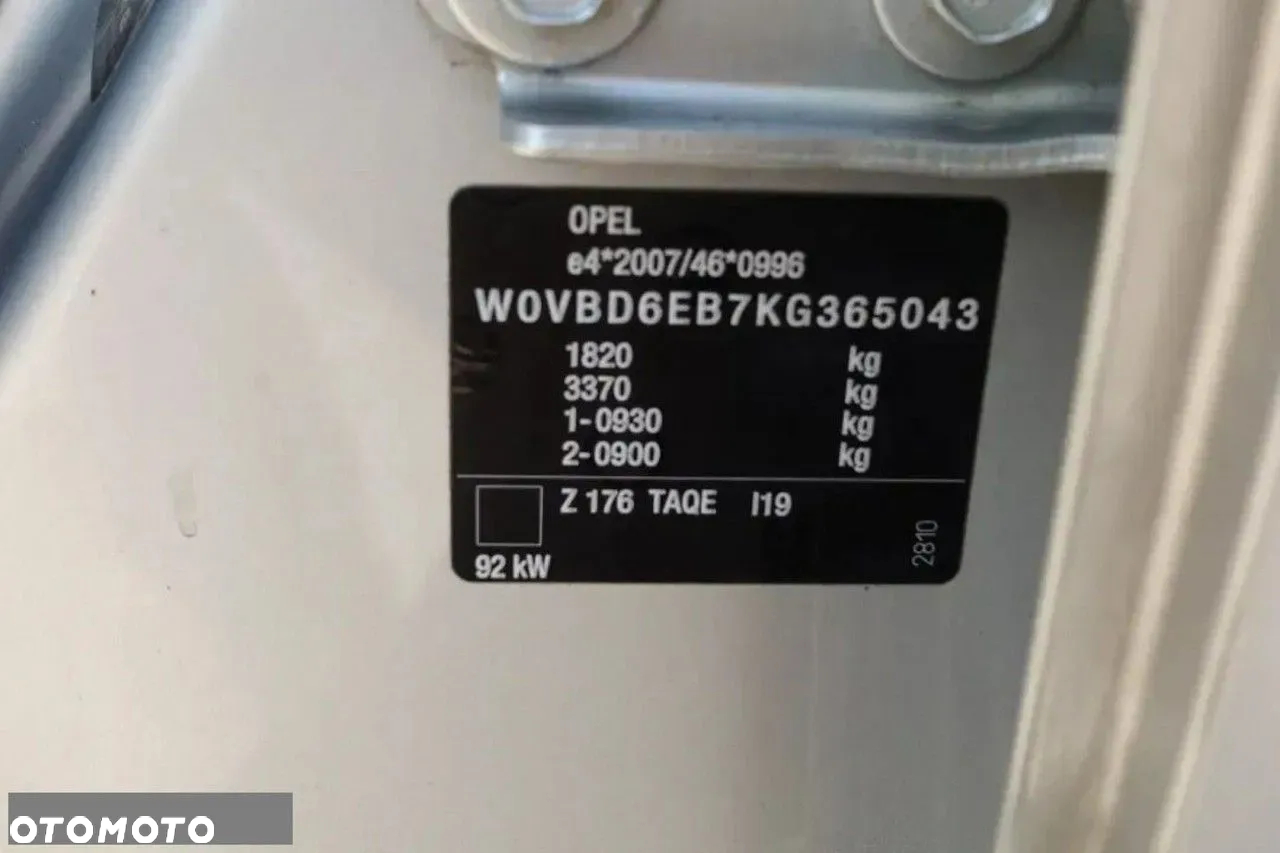 OPEL
e4*2007/46*0996
W0VBD6EB7KG365043
1820 kg
3370 kg
1-0930 kg
2-0900 kg
Z 176 TAQE I19
2810
92 kW
OTOMOTO